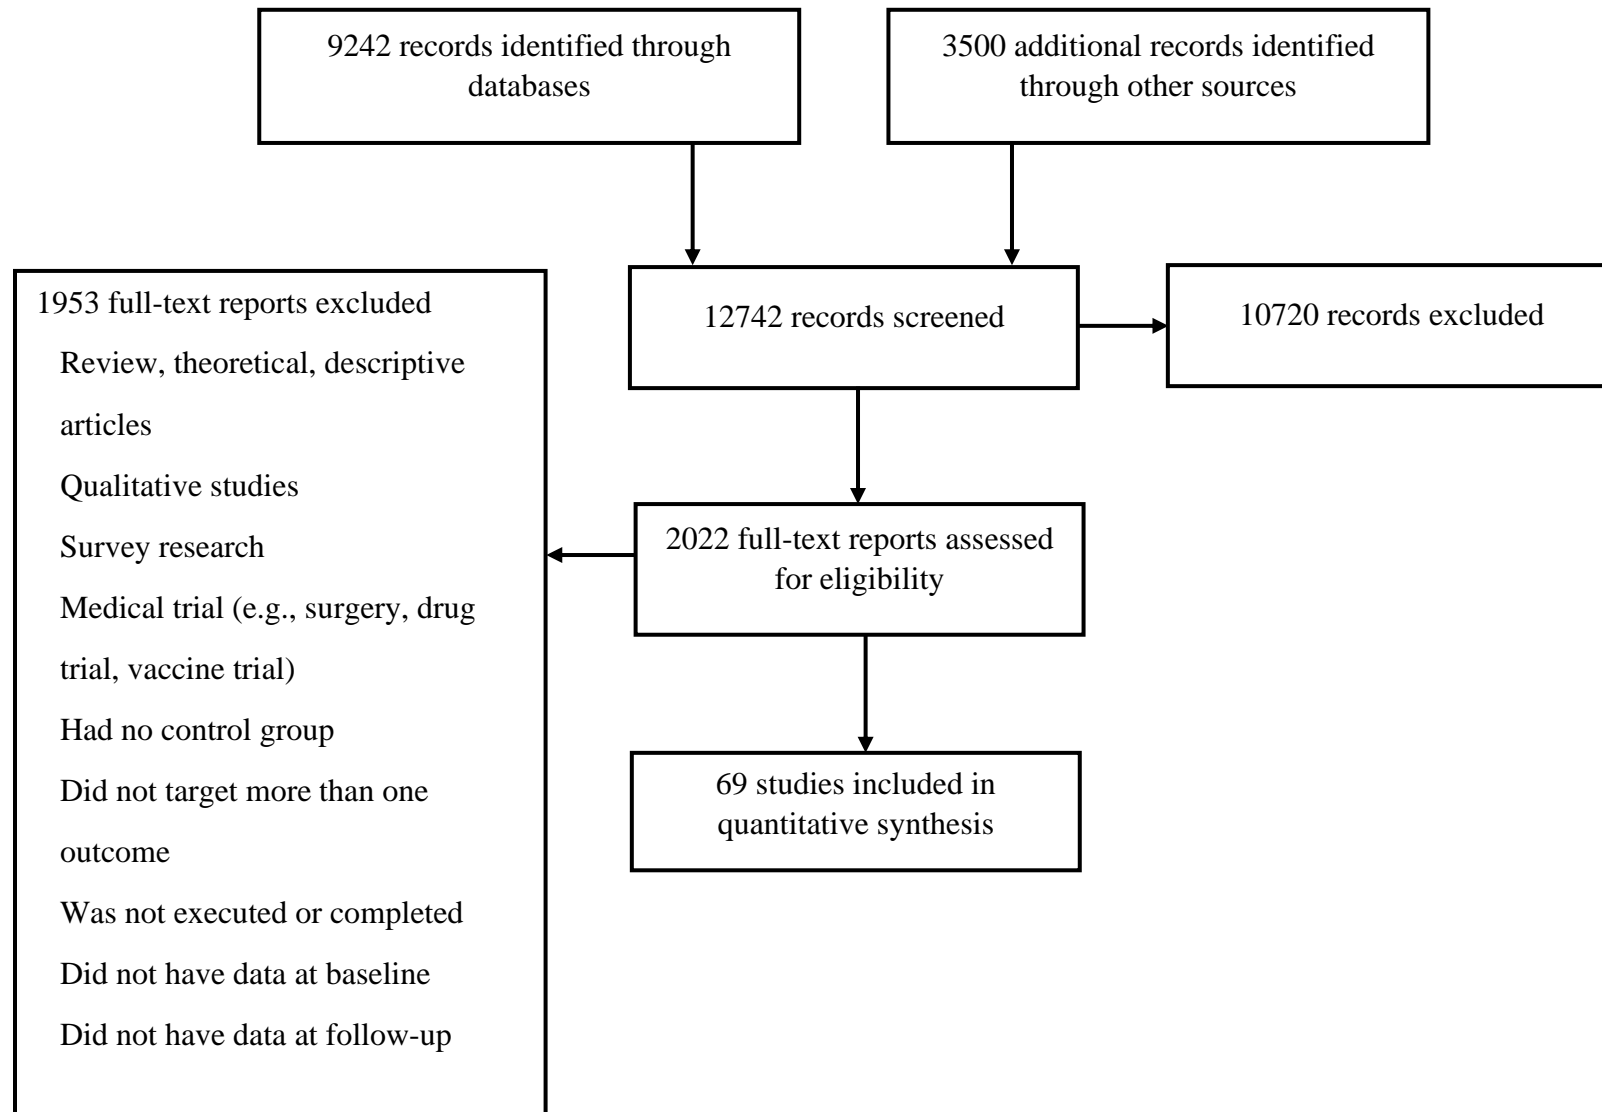 9242 records identified through
databases
3500 additional records identified
through other sources
12742 records screened
10720 records excluded
1953 full-text reports excluded
Review, theoretical, descriptive
articles
Qualitative studies
Survey research
Medical trial (e.g., surgery, drug
trial, vaccine trial)
Had no control group
Did not target more than one
outcome
Was not executed or completed
Did not have data at baseline
Did not have data at follow-up
2022 full-text reports assessed
for eligibility
69 studies included in
quantitative synthesis